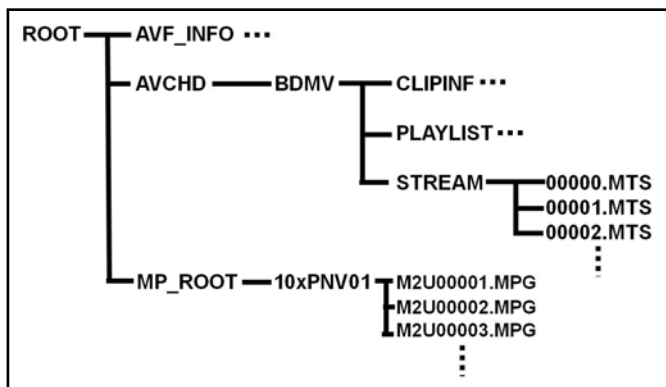 ROOT AVF_INFO ...
AVCHD BDMV CLIPINF ...
PLAYLIST ...
STREAM 00000.MTS
00001.MTS
00002.MTS
MP_ROOT 10xPNV01 M2U00001.MPG
M2U00002.MPG
M2U00003.MPG